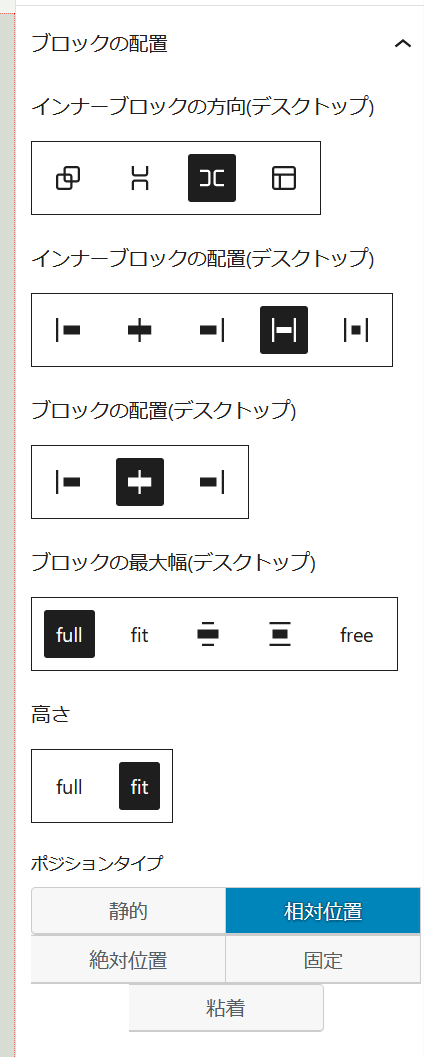 ブロックの配置
インナーブロックの方向(デスクトップ)
インナーブロックの配置(デスクトップ)
ブロックの配置(デスクトップ)
ブロックの最大幅(デスクトップ)
full fit free
高さ
full fit
ポジションタイプ
静的 相対位置
絶対位置 固定
粘着